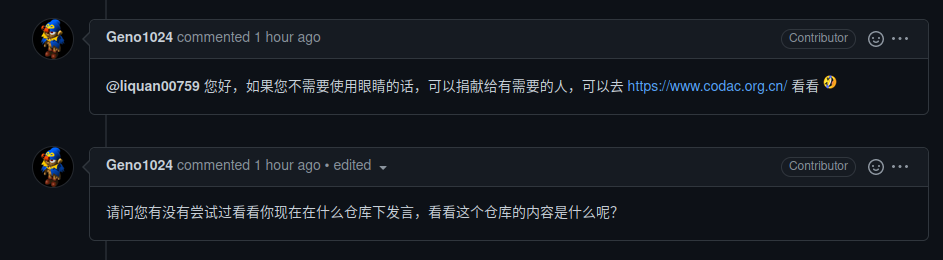 Geno1024 commented 1 hour ago Contributor
@liquan00759 您好，如果您不需要使用眼睛的话，可以捐献给有需要的人，可以去 https://www.codac.org.cn/ 看看 🤣
Geno1024 commented 1 hour ago • edited Contributor
请问您有没有尝试过看看你现在在什么仓库下发言，看看这个仓库的内容是什么呢？